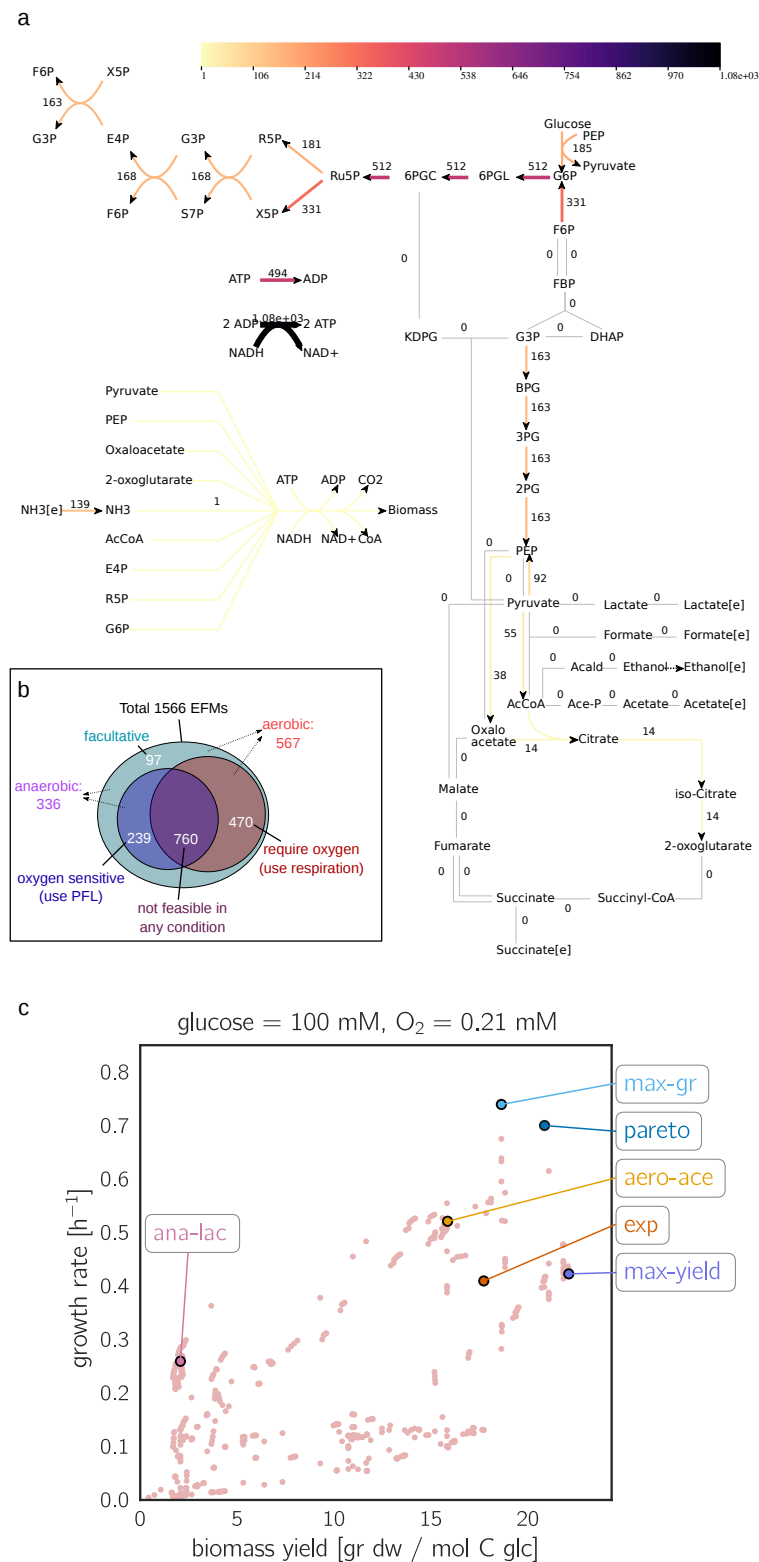 a
1 106 214 322 430 538 646 754 862 970 1.08e+03
F6P X5P
163
G3P E4P G3P R5P
168 168 181
F6P S7P X5P
331
Ru5P 512 6PGC 512 6PGL 512 G6P
Glucose
PEP
185
Pyruvate
331
F6P
0 0
FBP
0
0
ATP 494 ADP
1.08e+03
2 ADP 2 ATP
NADH NAD+
KDPG 0 G3P 0 DHAP
163
BPG
163
3PG
163
2PG
163
PEP
0
0 92
Pyruvate
PEP
Oxaloacetate
2-oxoglutarate
NH3[e] 139 NH3 1
AcCoA
E4P
R5P
G6P
ATP ADP CO2
Biomass
NADH NAD+ CoA
0 Pyruvate 0 Lactate 0 Lactate[e]
55 0 Formate 0 Formate[e]
0 Acald 0 Ethanol Ethanol[e]
38
AcCoA 0 Ace-P 0 Acetate 0 Acetate[e]
Oxalo
acetate 14 Citrate 14
0
Malate iso-Citrate
0 14
Fumarate 2-oxoglutarate
0 0 0
Succinate 0 Succinyl-CoA
0
Succinate[e]
b
Total 1566 EFMs
facultative
97
aerobic:
567
anaerobic:
336
239 760 470
oxygen sensitive
(use PFL)
require oxygen
(use respiration)
not feasible in
any condition
c
glucose = 100 mM, O₂ = 0.21 mM
growth rate [h⁻¹]
0.8
0.7
0.6
0.5
0.4
0.3
0.2
0.1
0.0
max-gr
pareto
aero-ace
exp
max-yield
ana-lac
0 5 10 15 20
biomass yield [gr dw / mol C glc]